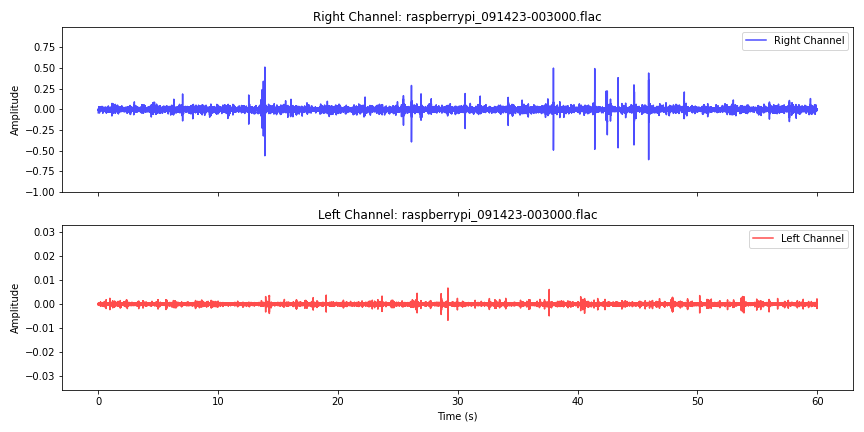 Right Channel: raspberrypi_091423-003000.flac
Right Channel
0.75
0.50
0.25
0.00
−0.25
−0.50
−0.75
−1.00
Amplitude
Left Channel: raspberrypi_091423-003000.flac
Left Channel
0.03
0.02
0.01
0.00
−0.01
−0.02
−0.03
Amplitude
0 10 20 30 40 50 60
Time (s)